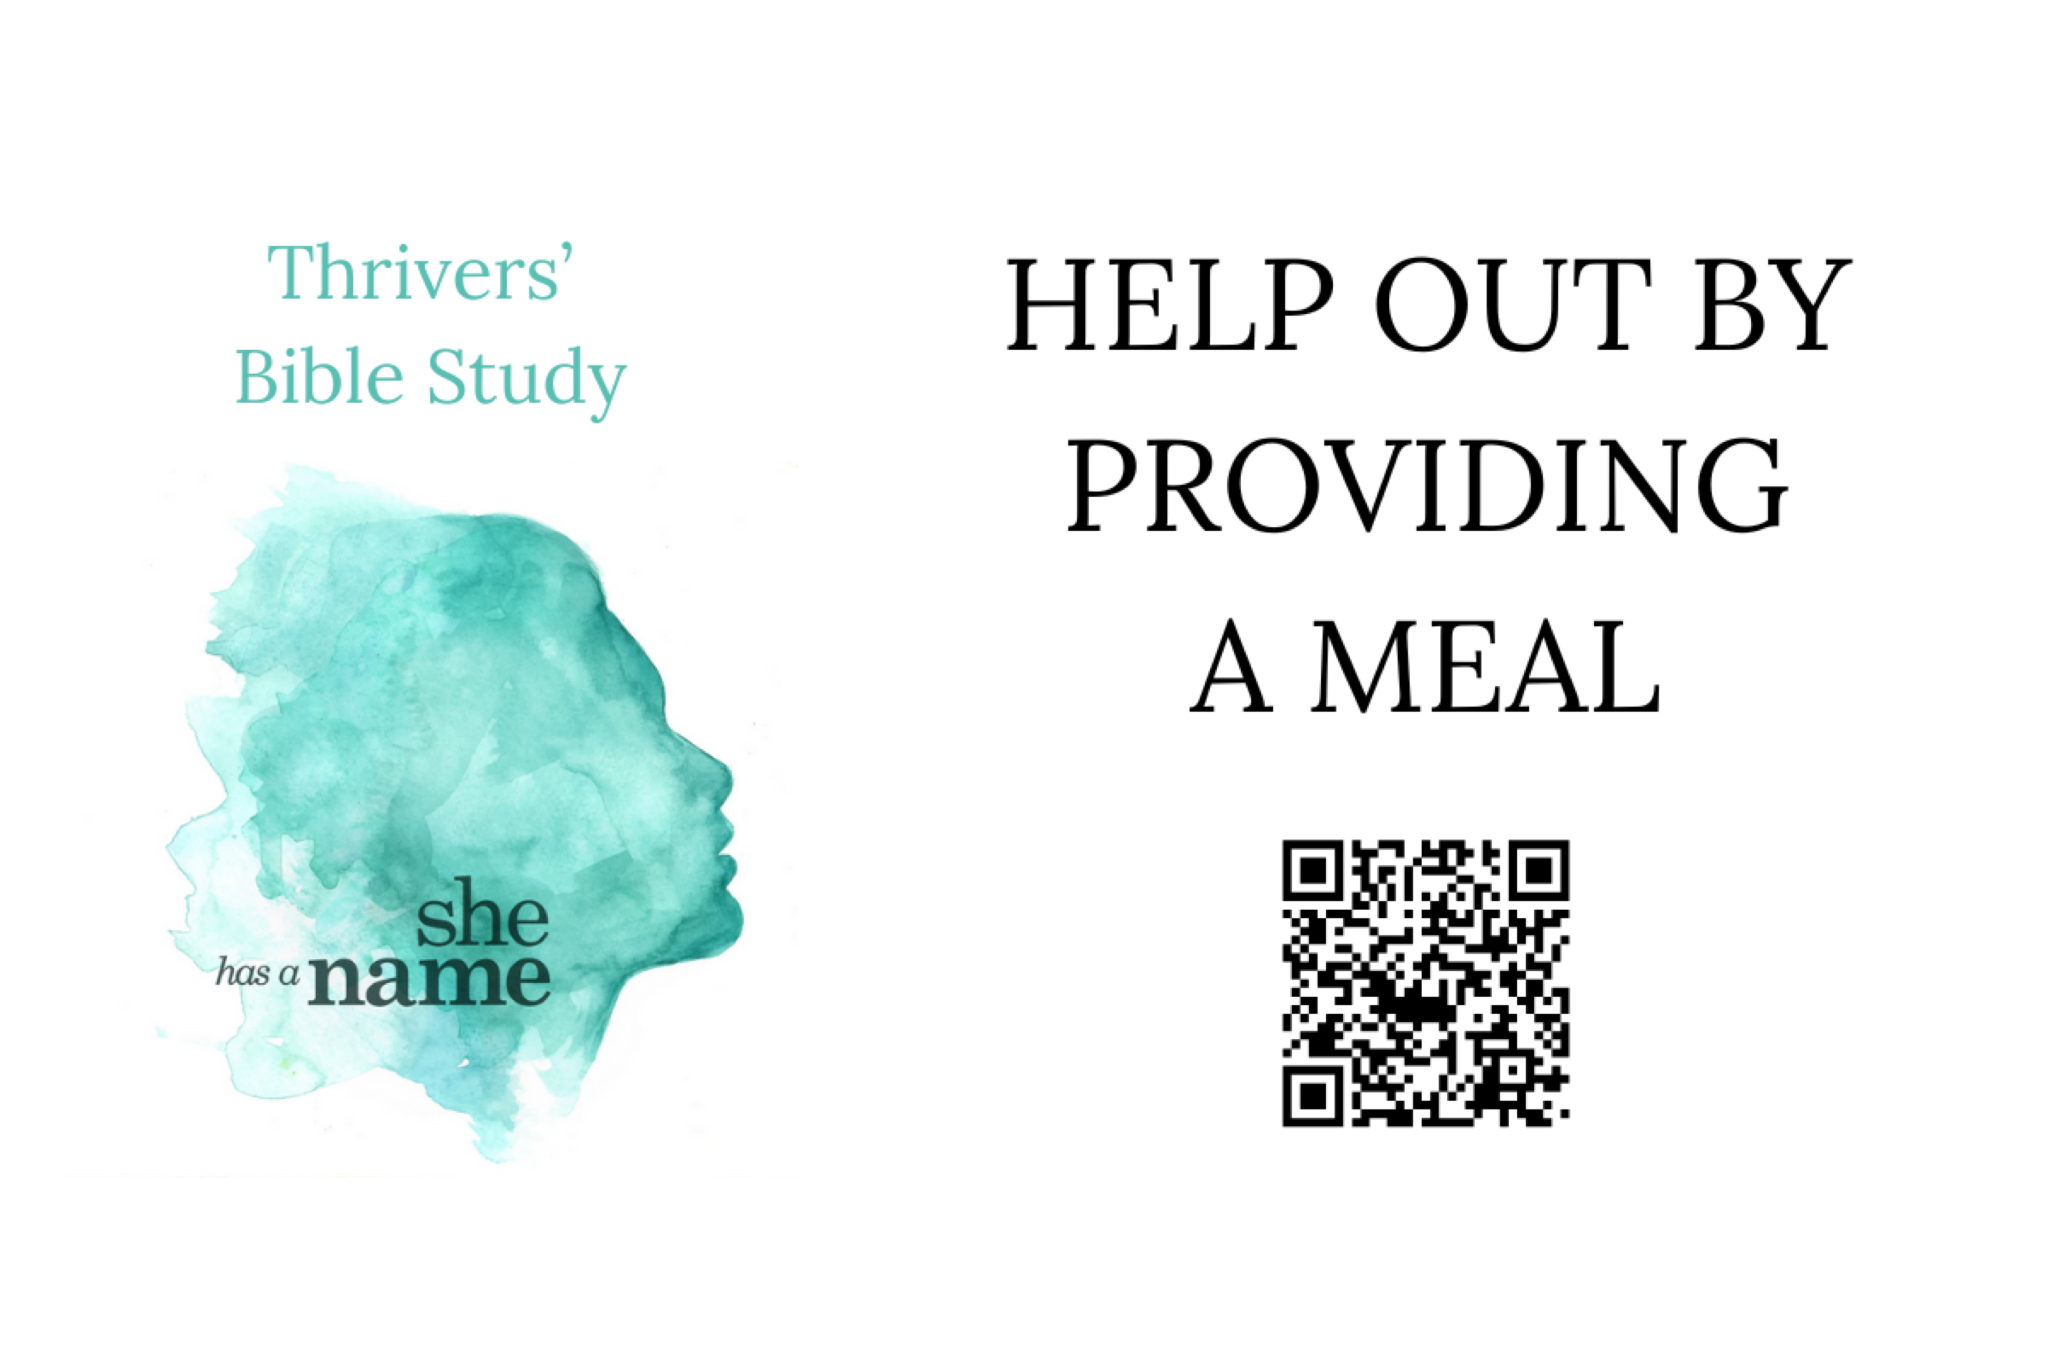 Thrivers’
Bible Study
she
has a name
HELP OUT BY
PROVIDING
A MEAL